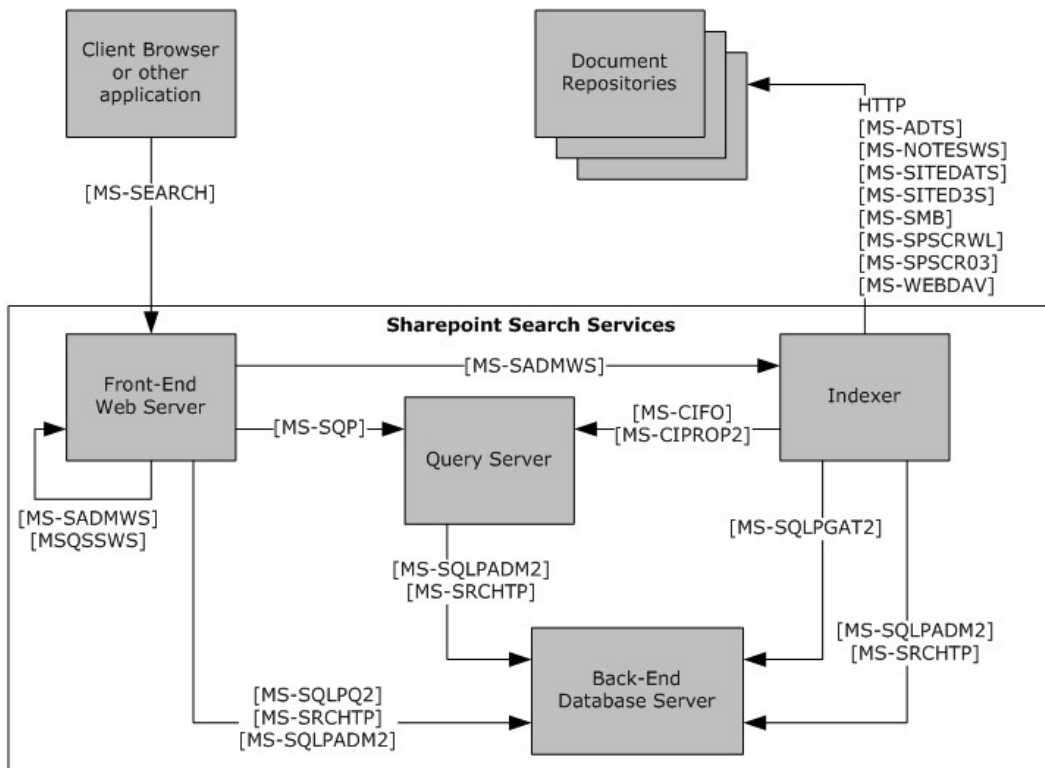 Client Browser
or other
application
Document
Repositories
HTTP
[MS-ADTS]
[MS-NOTESWS]
[MS-SITEDATS]
[MS-SITED3S]
[MS-SMB]
[MS-SPSCRWL]
[MS-SPSCR03]
[MS-WEBDAV]
[MS-SEARCH]
Sharepoint Search Services
Front-End
Web Server
[MS-SADMWS]
Indexer
[MS-SQP]
Query Server
[MS-CIFO]
[MS-CIPROP2]
[MS-SADMWS]
[MSQSSWS]
[MS-SQLPGAT2]
[MS-SQLPADM2]
[MS-SRCHTP]
[MS-SQLPADM2]
[MS-SRCHTP]
Back-End
Database Server
[MS-SQLPQ2]
[MS-SRCHTP]
[MS-SQLPADM2]